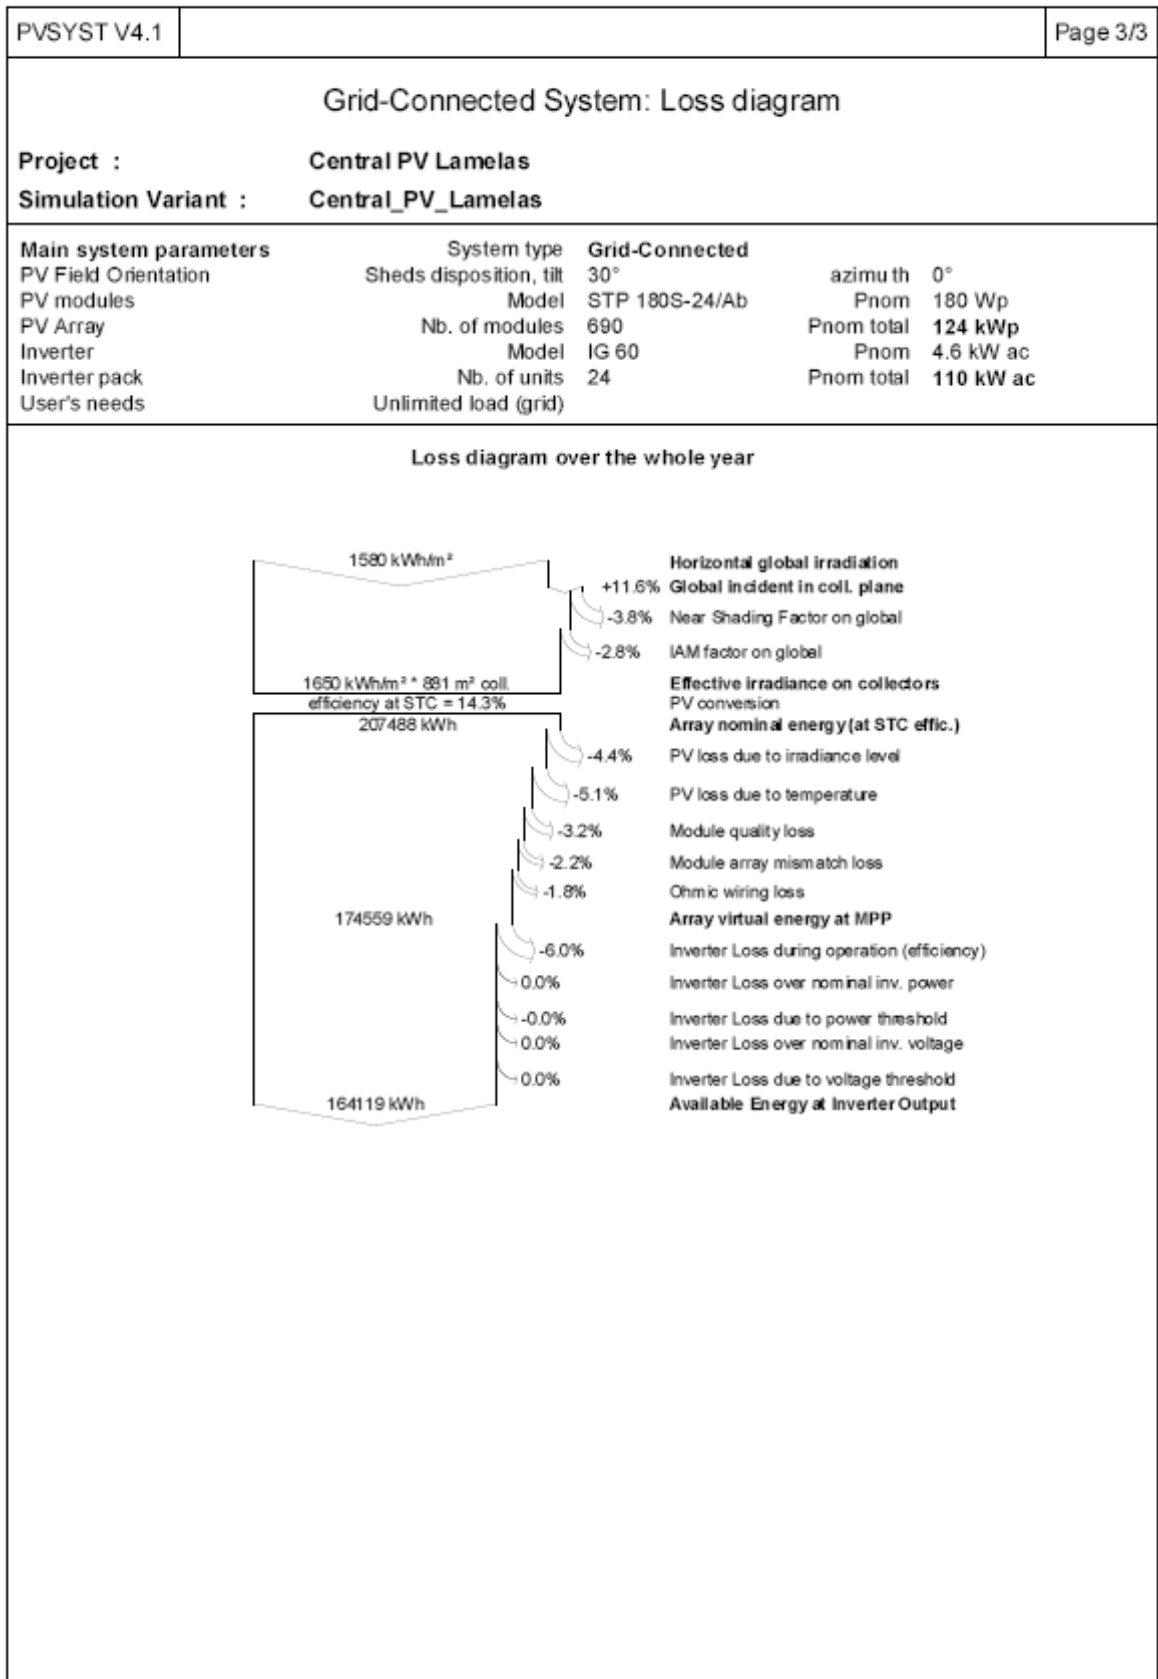 PVSYST V4.1 Page 3/3
Grid-Connected System: Loss diagram
Project : Central PV Lamelas
Simulation Variant : Central_PV_Lamelas
Main system parameters System type Grid-Connected
PV Field Orientation Sheds disposition, tilt 30° azimuth 0°
PV modules Model STP 180S-24/Ab Pnom 180 Wp
PV Array Nb. of modules 690 Pnom total 124 kWp
Inverter Model IG 60 Pnom 4.6 kW ac
Inverter pack Nb. of units 24 Pnom total 110 kW ac
User's needs Unlimited load (grid)
Loss diagram over the whole year
1580 kWh/m² Horizontal global irradiation
+11.6% Global incident in coll. plane
-3.8% Near Shading Factor on global
-2.8% IAM factor on global
1650 kWh/m² * 881 m² coll. Effective irradiance on collectors
efficiency at STC = 14.3% PV conversion
207488 kWh Array nominal energy (at STC effic.)
-4.4% PV loss due to irradiance level
-5.1% PV loss due to temperature
-3.2% Module quality loss
-2.2% Module array mismatch loss
-1.8% Ohmic wiring loss
174559 kWh Array virtual energy at MPP
-6.0% Inverter Loss during operation (efficiency)
0.0% Inverter Loss over nominal inv. power
-0.0% Inverter Loss due to power threshold
0.0% Inverter Loss over nominal inv. voltage
0.0% Inverter Loss due to voltage threshold
164119 kWh Available Energy at Inverter Output